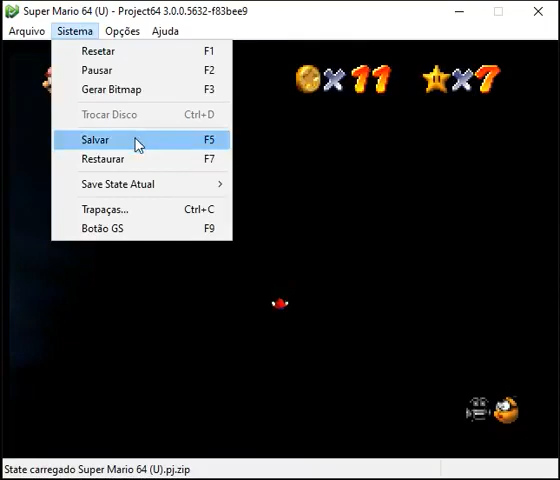 Super Mario 64 (U) - Project64 3.0.0.5632-f83bee9
Arquivo Sistema Opções Ajuda
Resetar F1
Pausar F2
Gerar Bitmap F3
Trocar Disco Ctrl+D
Salvar F5
Restaurar F7
Save State Atual
Trapaças... Ctrl+C
Botão GS F9
x 11 x 7
State carregado Super Mario 64 (U).pj.zip